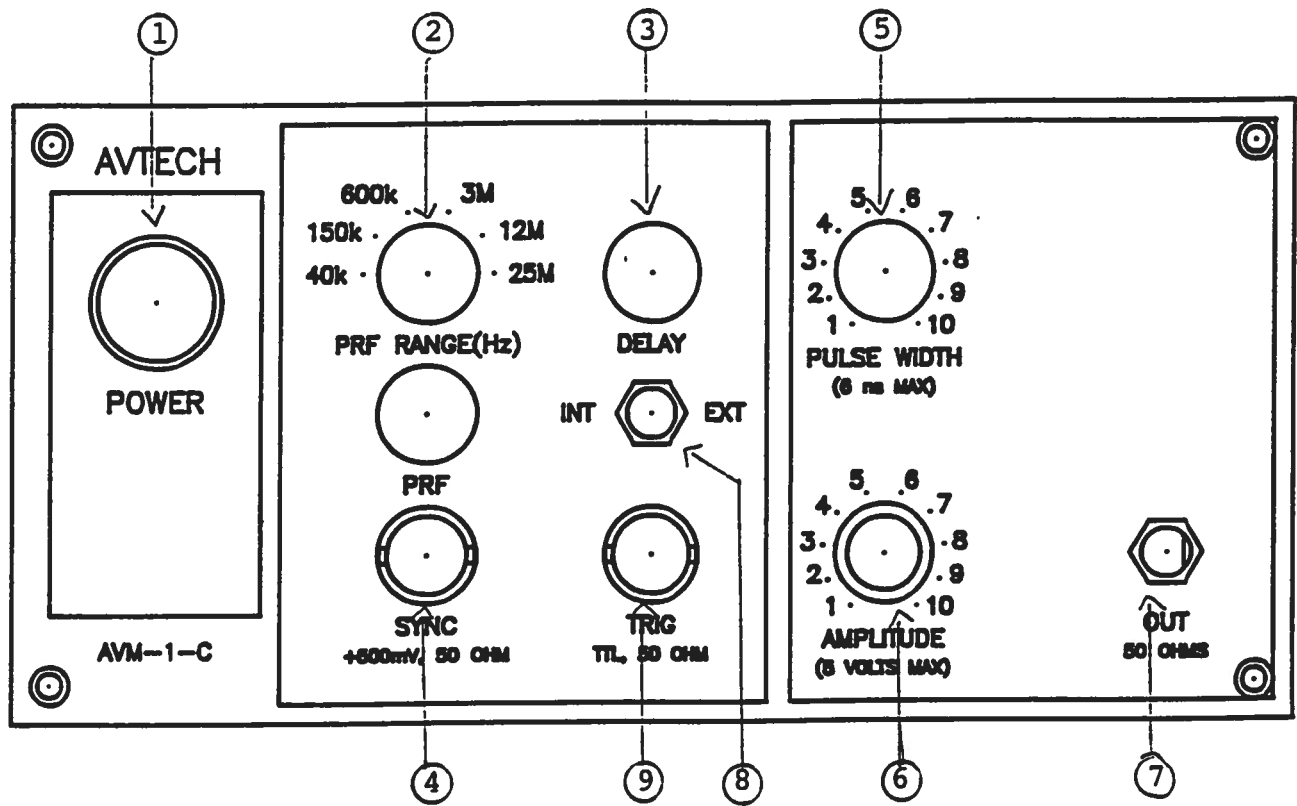 1
2
3
5
AVTECH
POWER
AVM-1-C
600k 3M
150k 12M
40k 25M
PRF RANGE(Hz)
PRF
SYNC
+600mV, 50 OHM
DELAY
INT EXT
TRIG
TTL, 50 OHM
5 6
4 7
3 8
2 9
1 10
PULSE WIDTH
(6 ns MAX)
5 6
4 7
3 8
2 9
1 10
AMPLITUDE
(5 VOLTS MAX)
OUT
50 OHMS
4
9
8
6
7